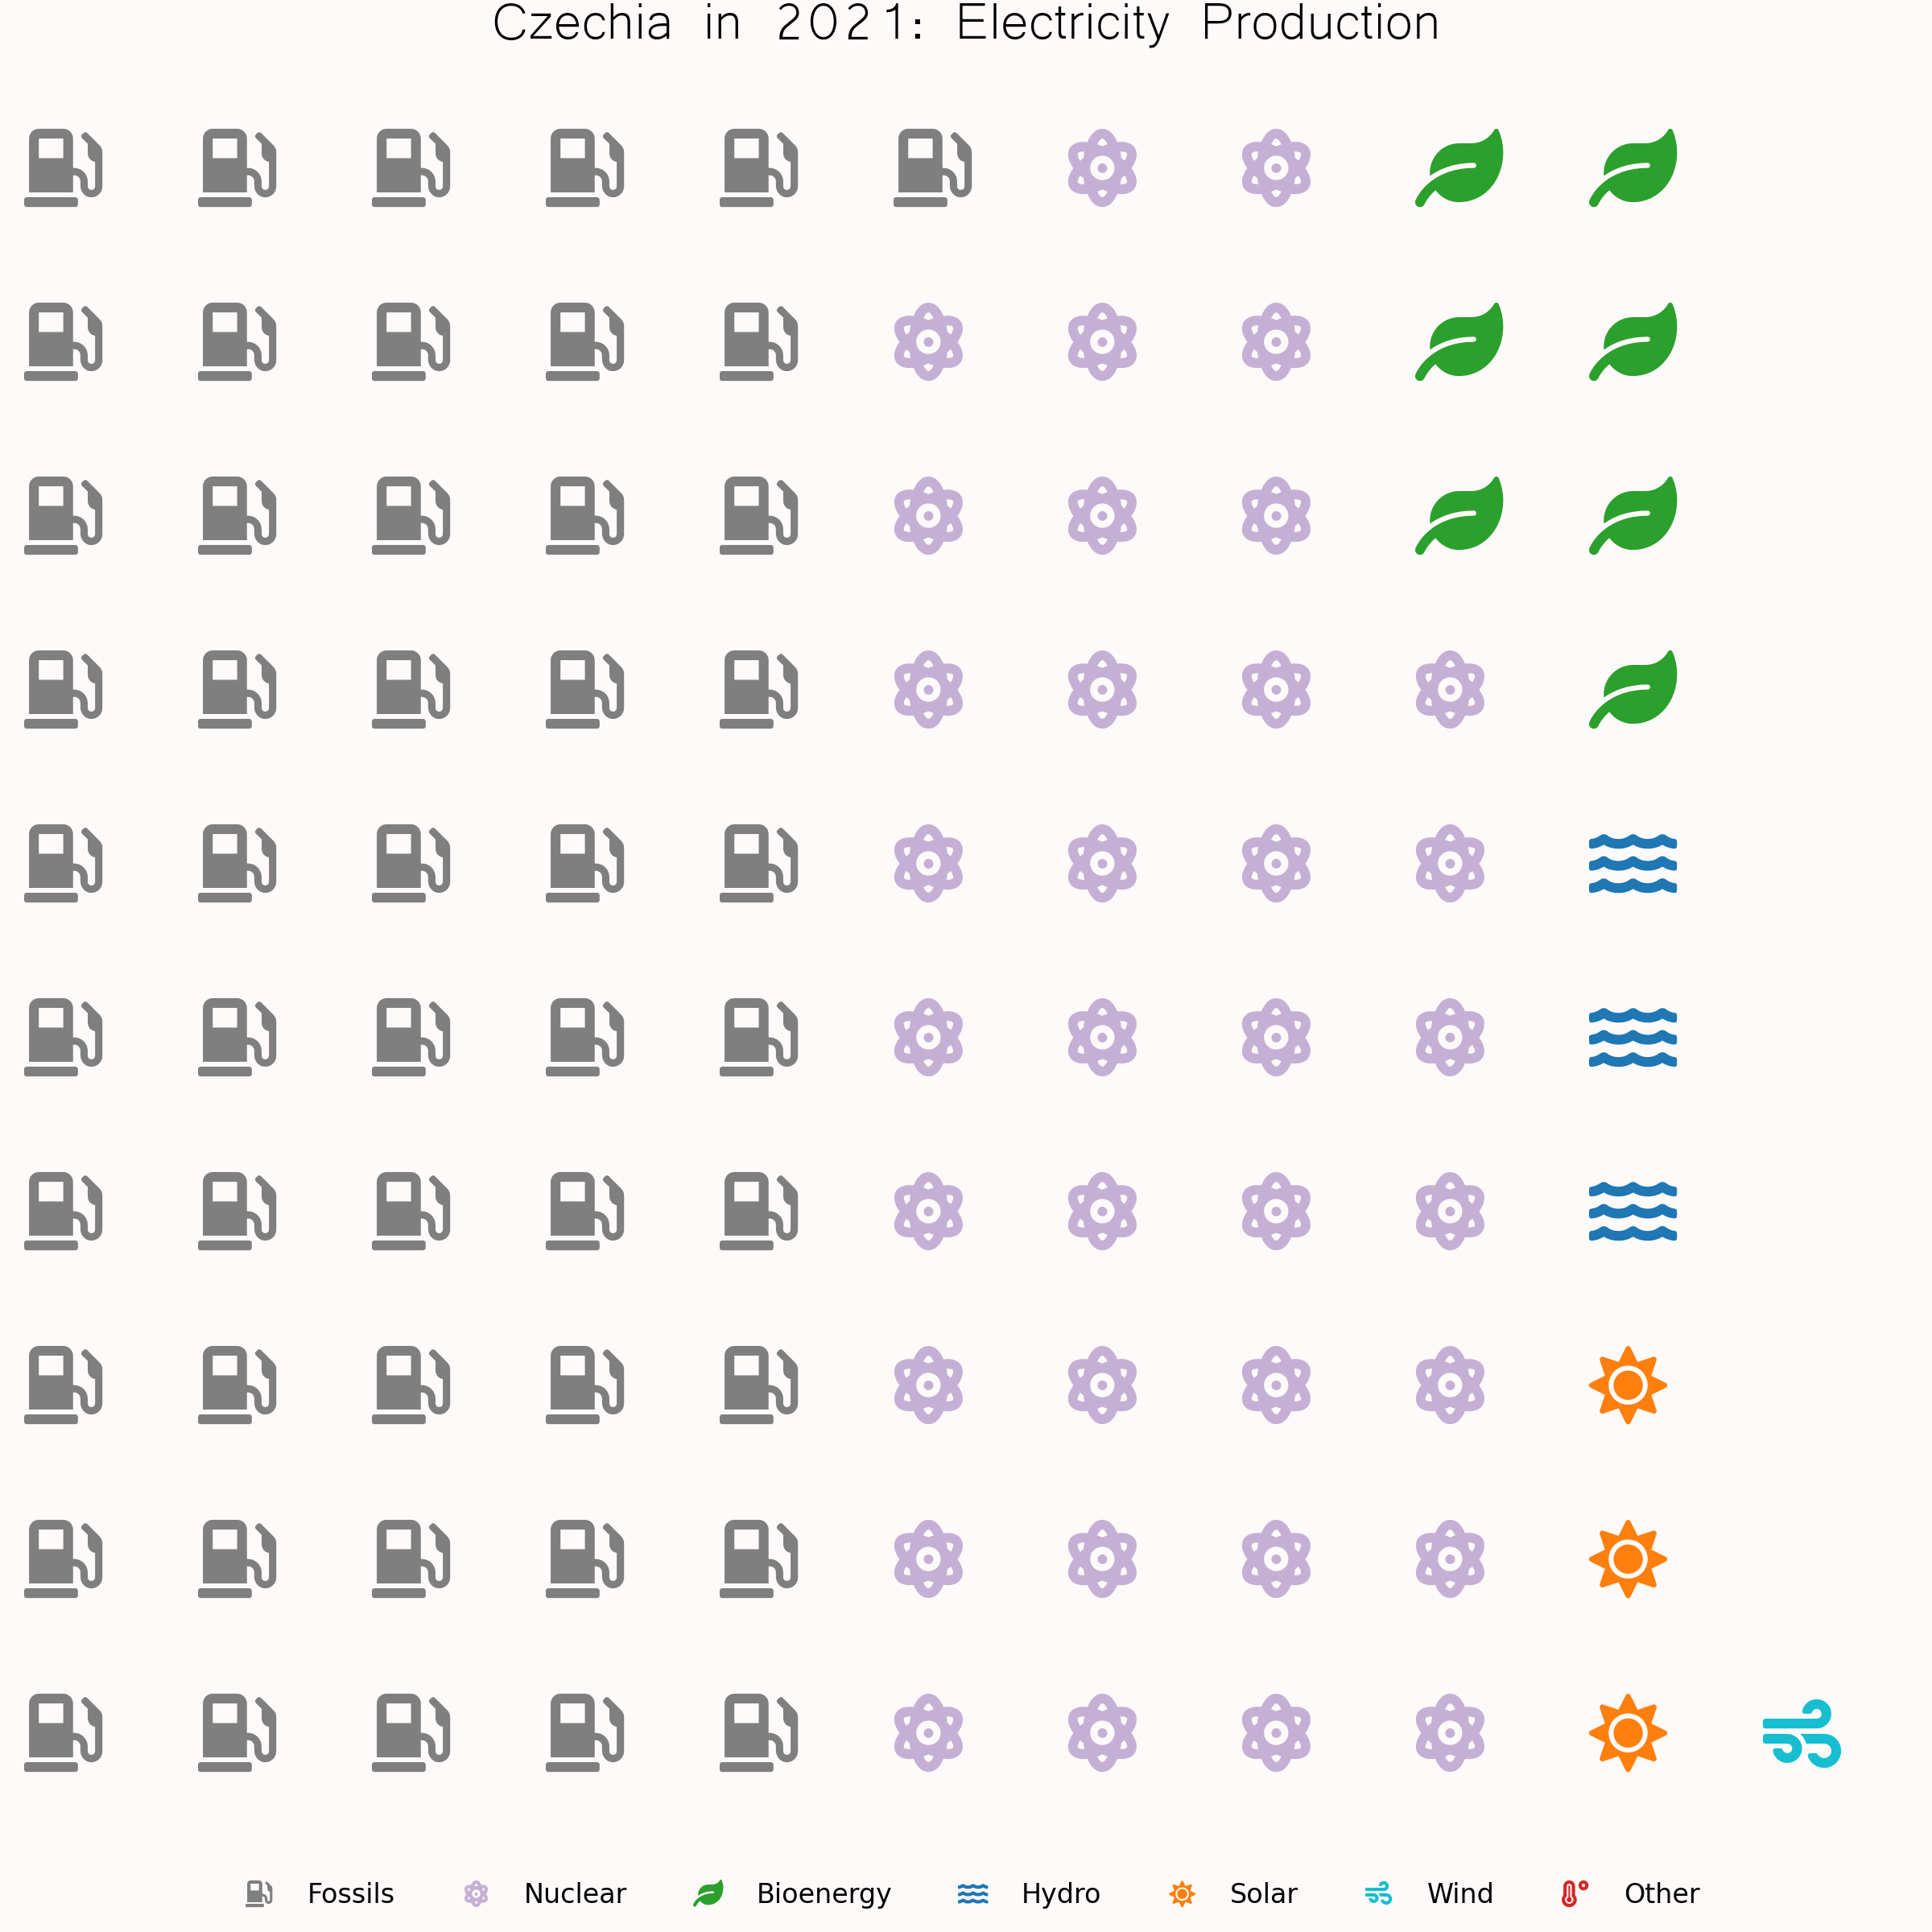 Czechia in 2021: Electricity Production
Fossils Nuclear Bioenergy Hydro Solar Wind Other